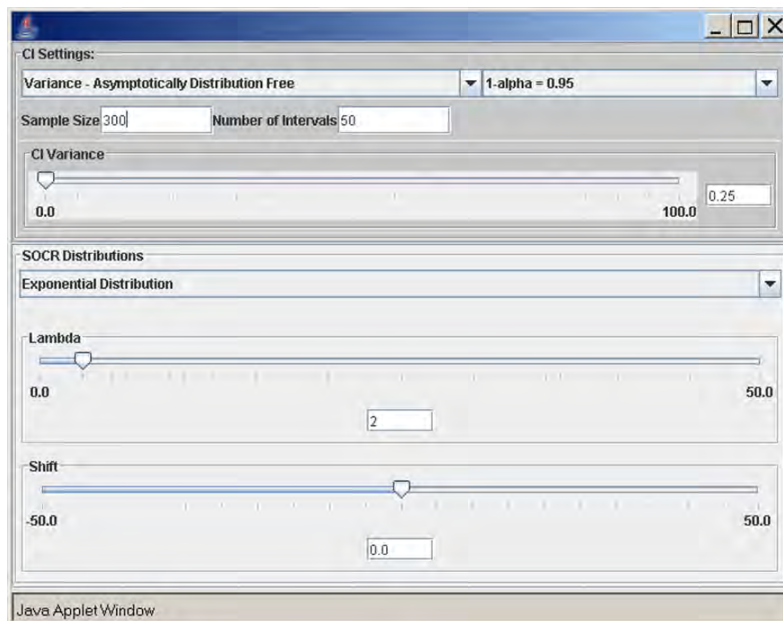 CI Settings:
Variance - Asymptotically Distribution Free 1-alpha = 0.95
Sample Size 300 Number of Intervals 50
CI Variance
0.25
0.0 100.0
SOCR Distributions
Exponential Distribution
Lambda
0.0 50.0
2
Shift
-50.0 50.0
0.0
Java Applet Window